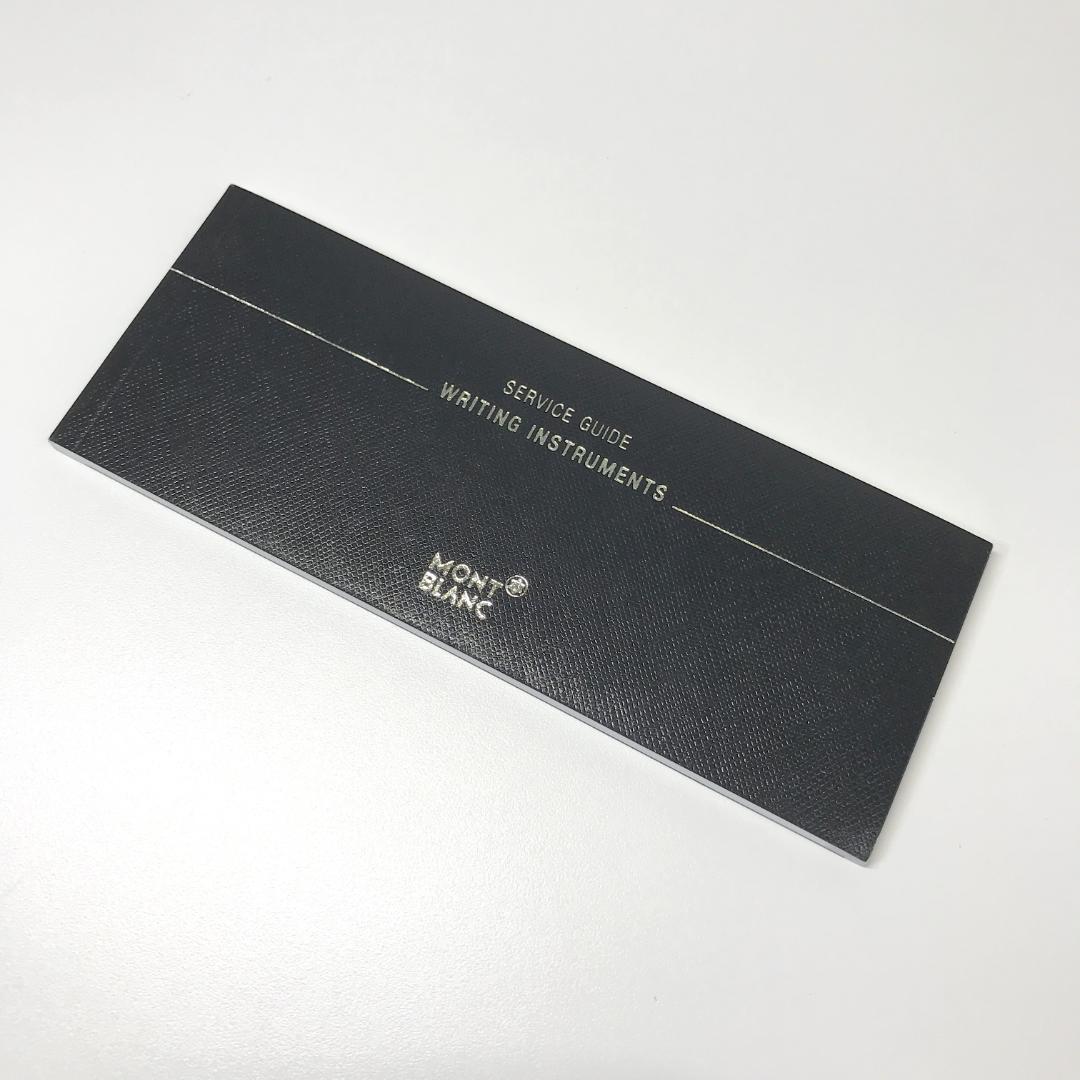 SERVICE GUIDE
WRITING INSTRUMENTS
MONT
BLANC